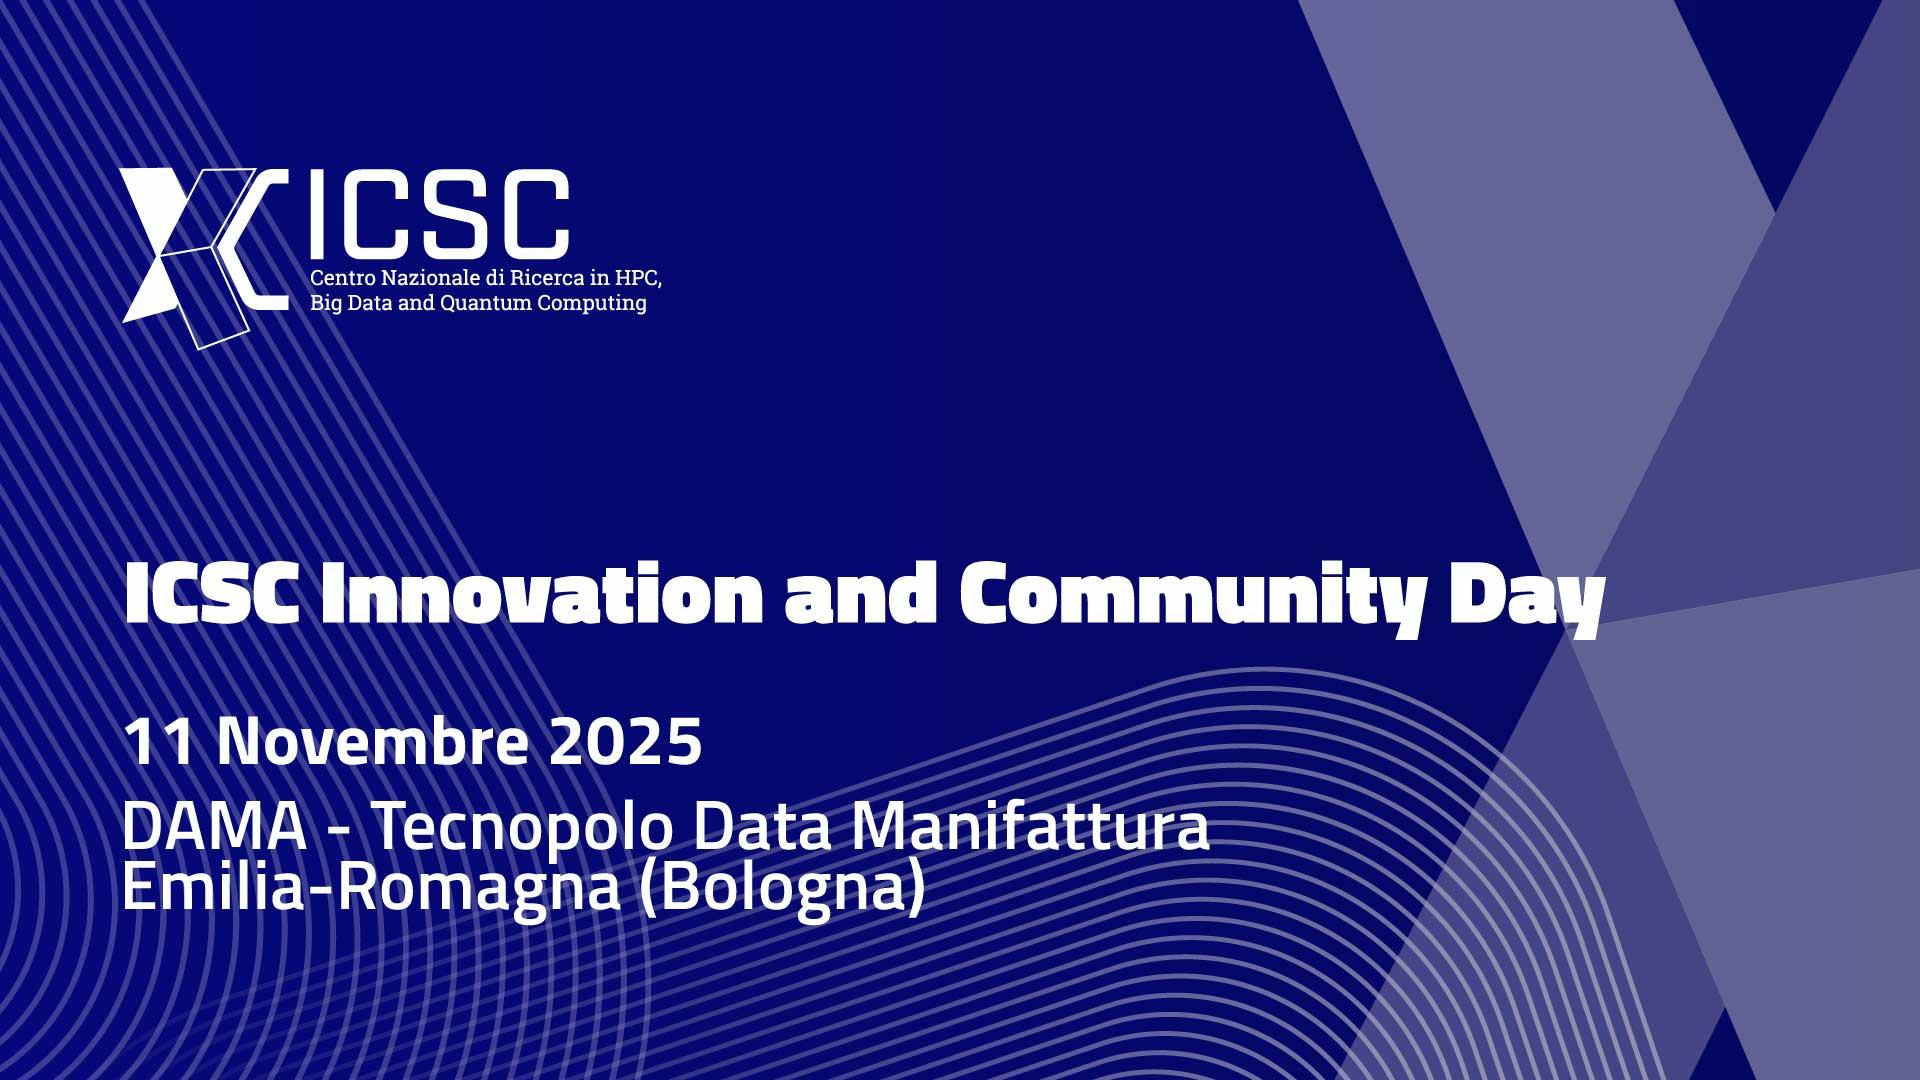 ICSC
Centro Nazionale di Ricerca in HPC,
Big Data and Quantum Computing
ICSC Innovation and Community Day
11 Novembre 2025
DAMA - Tecnopolo Data Manifattura
Emilia-Romagna (Bologna)